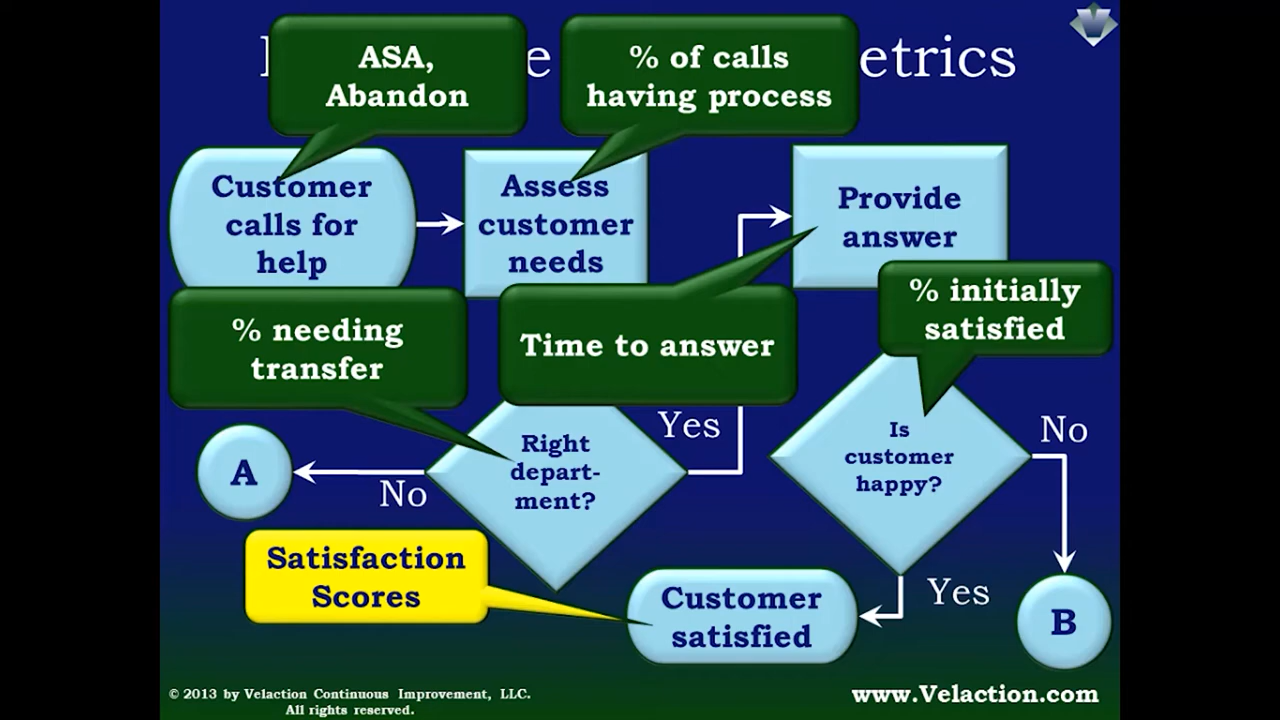 ASA,
Abandon
% of calls
having process
Customer
calls for
help
Assess
customer
needs
Provide
answer
% needing
transfer
Time to answer
% initially
satisfied
A
No
Right
depart-
ment?
Yes
Is
customer
happy?
No
Satisfaction
Scores
Customer
satisfied
Yes
B
© 2013 by Velaction Continuous Improvement, LLC.
All rights reserved.
www.Velaction.com